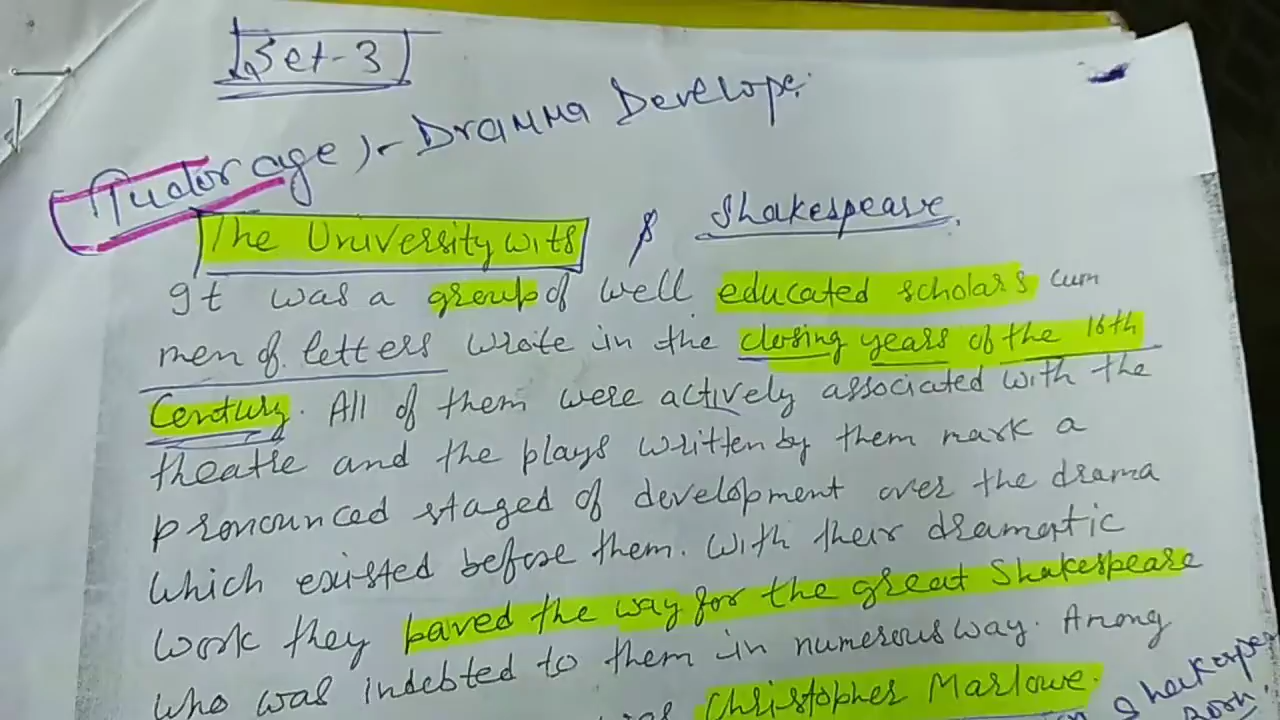 Set-3
Tudor age) :- Dramma Develope.
The University wits & Shakespeare.
It was a group of well educated scholars cum
men of letters wrote in the closing years of the 16th
Century. All of them were actively associated with the
theatre and the plays written by them mark a
pronounced staged of development over the drama
which existed before them. With their dramatic
work they paved the way for the great Shakespeare
who was indebted to them in numerous way. Among
Christopher Marlowe.